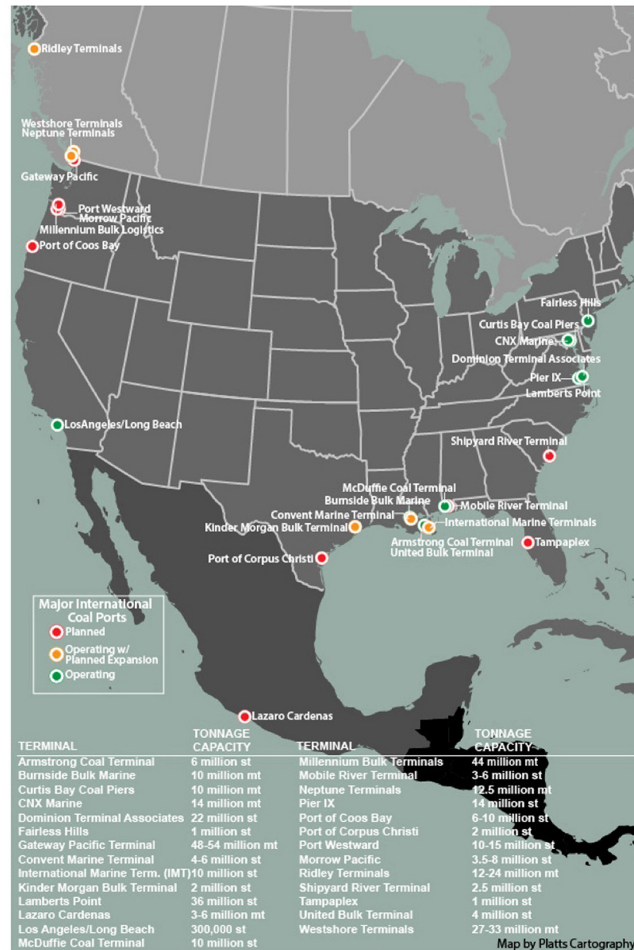 Ridley Terminals
Westshore Terminals
Neptune Terminals
Gateway Pacific
Port Westward
Morrow Pacific
Millennium Bulk Logistics
Port of Coos Bay
Fairless Hills
Curtis Bay Coal Piers
CNX Marine
Dominion Terminal Associates
Pier IX
Lamberts Point
LosAngeles/Long Beach
Shipyard River Terminal
McDuffie Coal Terminal
Burnside Bulk Marine
Mobile River Terminal
Convent Marine Terminal
International Marine Terminals
Kinder Morgan Bulk Terminal
Armstrong Coal Terminal
United Bulk Terminal
Tampaplex
Port of Corpus Christi
Major International
Coal Ports
Planned
Operating w/
Planned Expansion
Operating
Lazaro Cardenas
TERMINAL TONNAGE CAPACITY TERMINAL TONNAGE CAPACITY
Armstrong Coal Terminal 6 million st Millennium Bulk Terminals 44 million mt
Burnside Bulk Marine 10 million mt Mobile River Terminal 3-6 million st
Curtis Bay Coal Piers 10 million mt Neptune Terminals 12.5 million mt
CNX Marine 14 million mt Pier IX 14 million st
Dominion Terminal Associates 22 million st Port of Coos Bay 6-10 million st
Fairless Hills 1 million st Port of Corpus Christi 2 million st
Gateway Pacific Terminal 48-54 million mt Port Westward 10-15 million st
Convent Marine Terminal 4-6 million st Morrow Pacific 3.5-8 million st
International Marine Term. (IMT) 10 million st Ridley Terminals 12-24 million mt
Kinder Morgan Bulk Terminal 2 million st Shipyard River Terminal 2.5 million st
Lamberts Point 36 million st Tampaplex 1 million st
Lazaro Cardenas 3-6 million mt United Bulk Terminal 4 million st
Los Angeles/Long Beach 300,000 st Westshore Terminals 27-33 million mt
McDuffie Coal Terminal 10 million st
Map by Platts Cartography